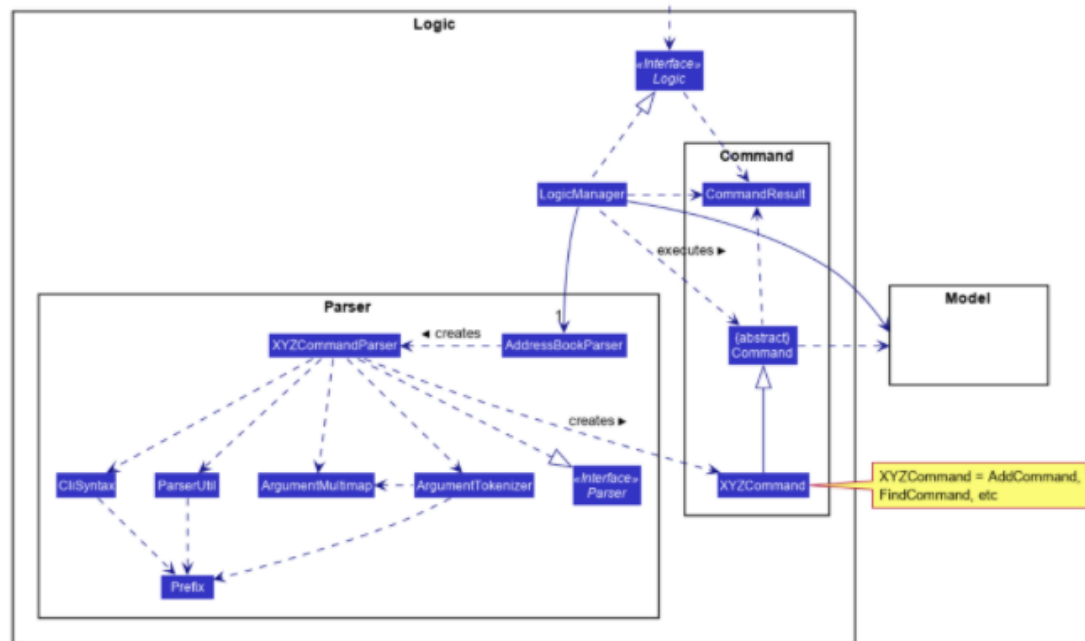 Logic
«Interface»
Logic
Command
LogicManager
CommandResult
executes ►
Model
Parser
1
◄ creates
XYZCommandParser
AddressBookParser
{abstract}
Command
creates ►
CliSyntax
ParserUtil
ArgumentMultimap
ArgumentTokenizer
«Interface»
Parser
XYZCommand
XYZCommand = AddCommand,
FindCommand, etc
Prefix